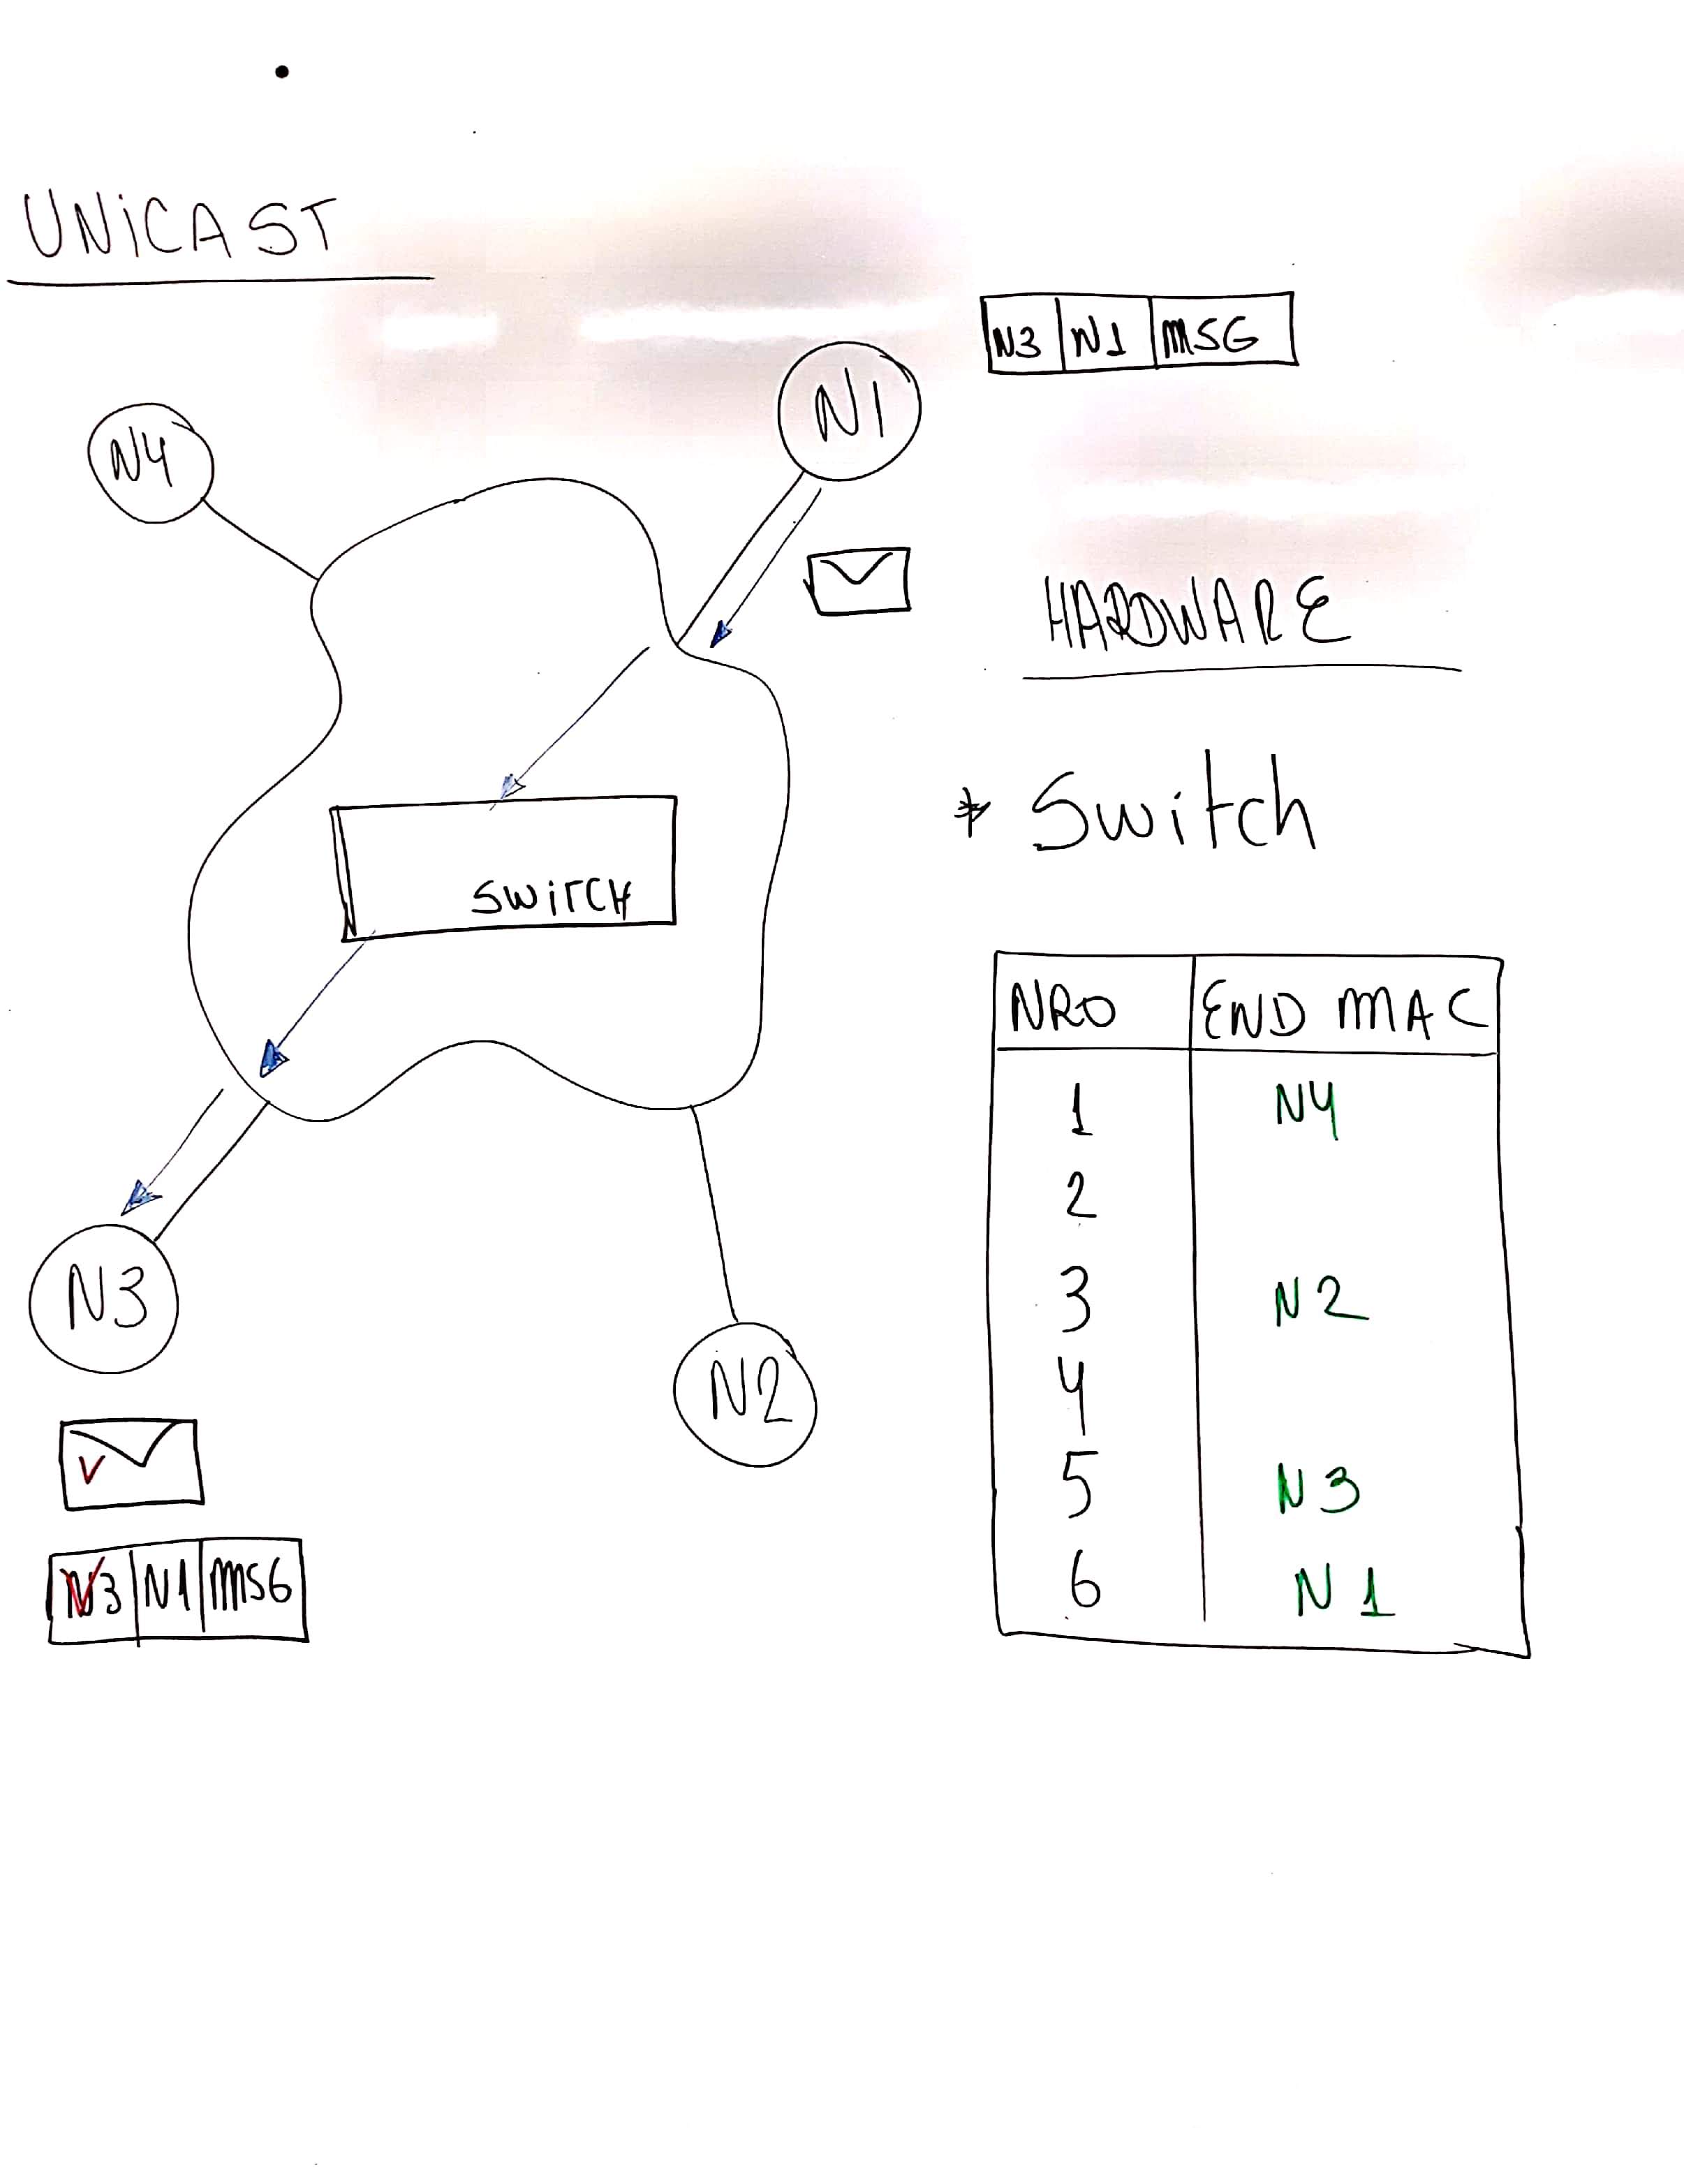 UNiCAST
N3 N1 MSG
N1
N4
HARDWARE
* Switch
SWiTCH
NRO END MAC
1 N4
2
3 N2
4
5 N3
6 N1
N3
N2
N3 N1 MSG